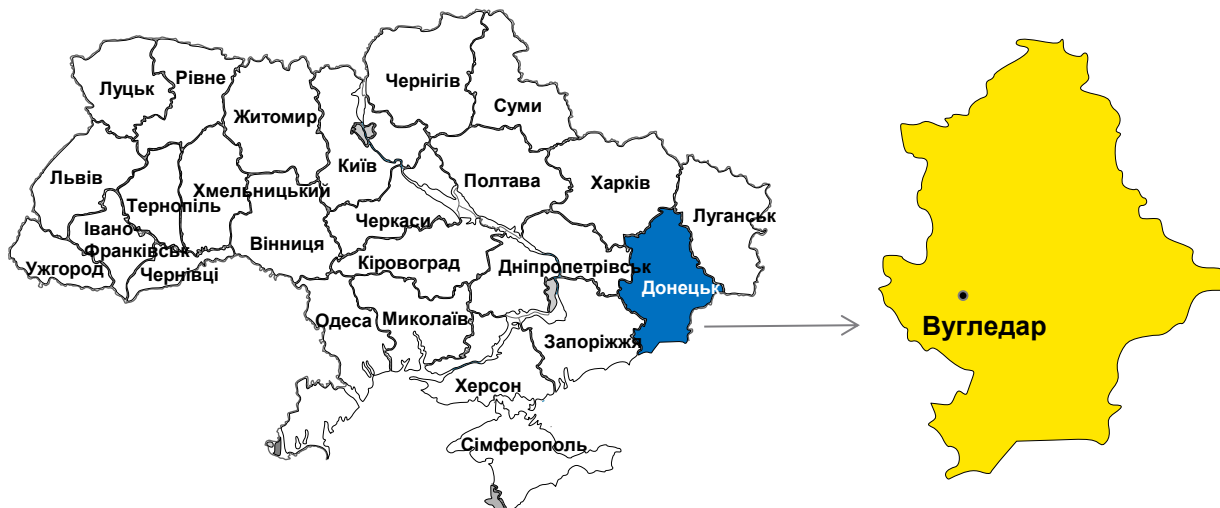 Чернігів
Рівне
Луцьк
Суми
Житомир
Київ
Полтава
Харків
Львів
Хмельницький
Тернопіль
Луганськ
Черкаси
Івано-
Франківськ
Вінниця
Кіровоград
Дніпропетрівськ
Ужгород
Чернівці
Донецьк
Одеса
Миколаїв
Запоріжжя
Херсон
Сімферополь
Вугледар